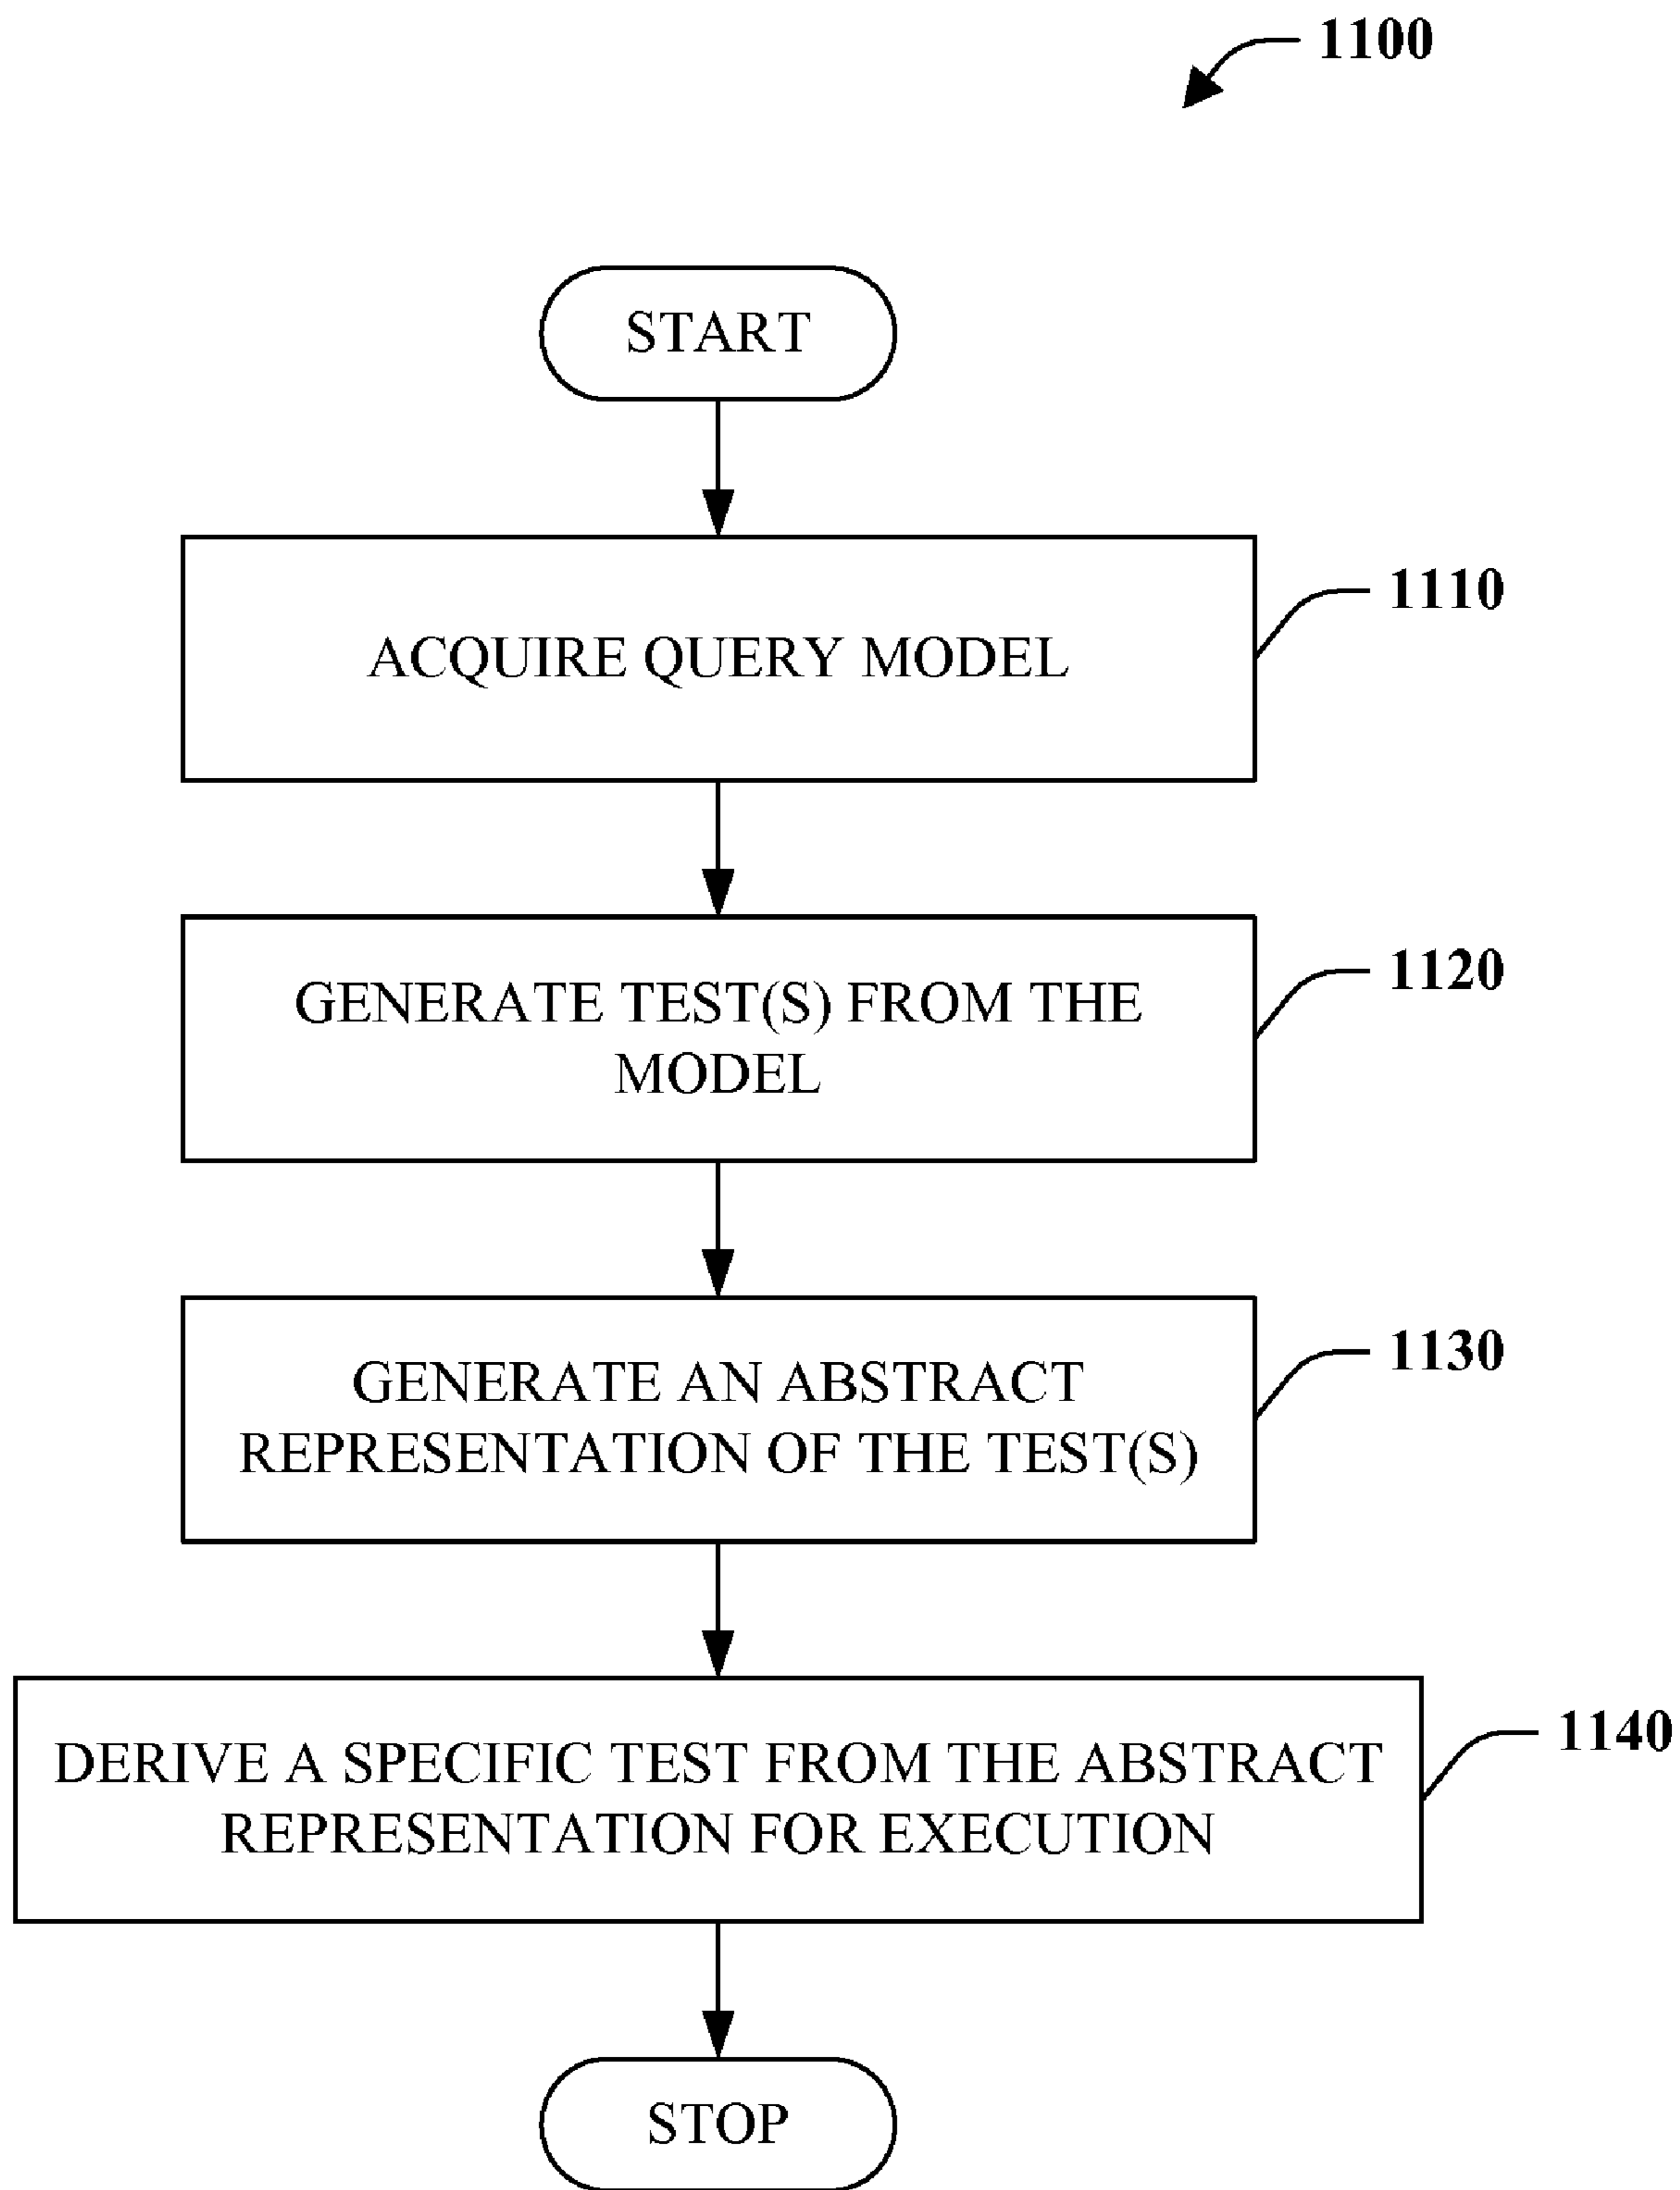 1100
START
ACQUIRE QUERY MODEL
1110
GENERATE TEST(S) FROM THE
MODEL
1120
GENERATE AN ABSTRACT
REPRESENTATION OF THE TEST(S)
1130
DERIVE A SPECIFIC TEST FROM THE ABSTRACT
REPRESENTATION FOR EXECUTION
1140
STOP